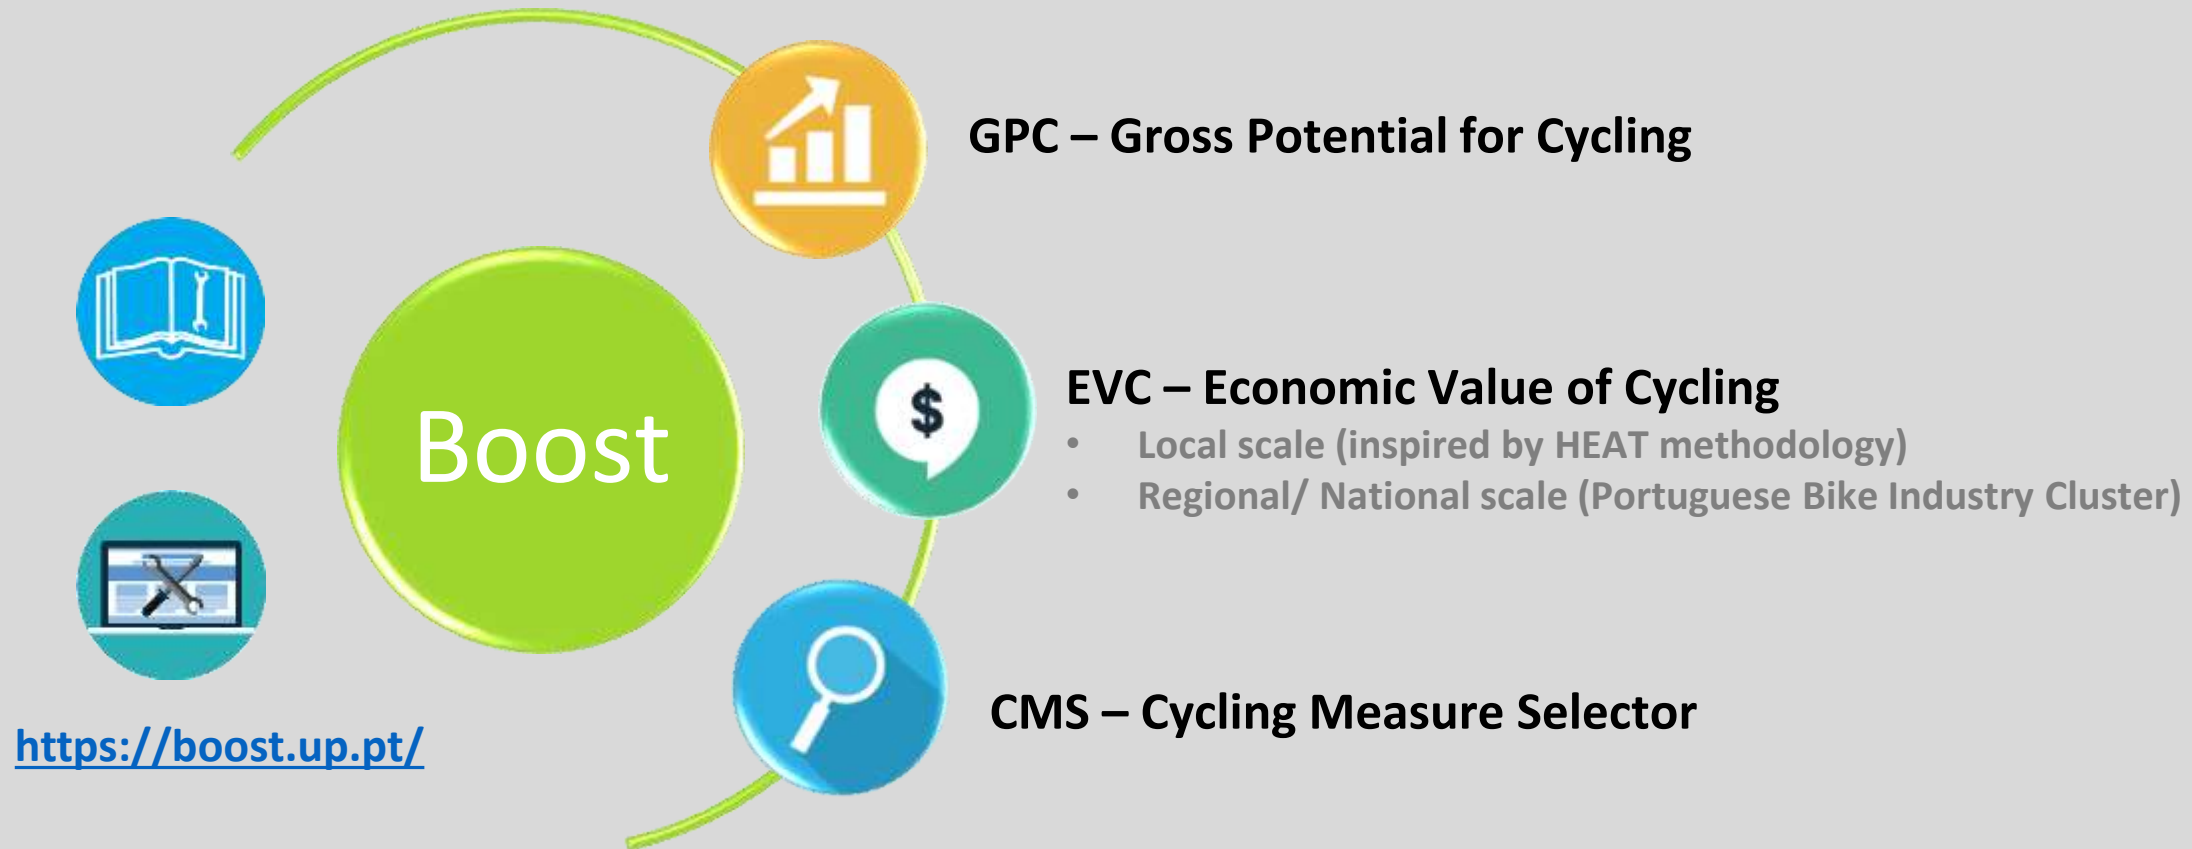 GPC – Gross Potential for Cycling
Boost
$
EVC – Economic Value of Cycling
• Local scale (inspired by HEAT methodology)
• Regional/ National scale (Portuguese Bike Industry Cluster)
CMS – Cycling Measure Selector
https://boost.up.pt/